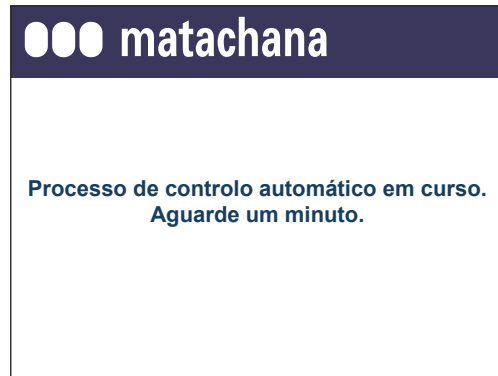 matachana
Processo de controlo automático em curso.
Aguarde um minuto.